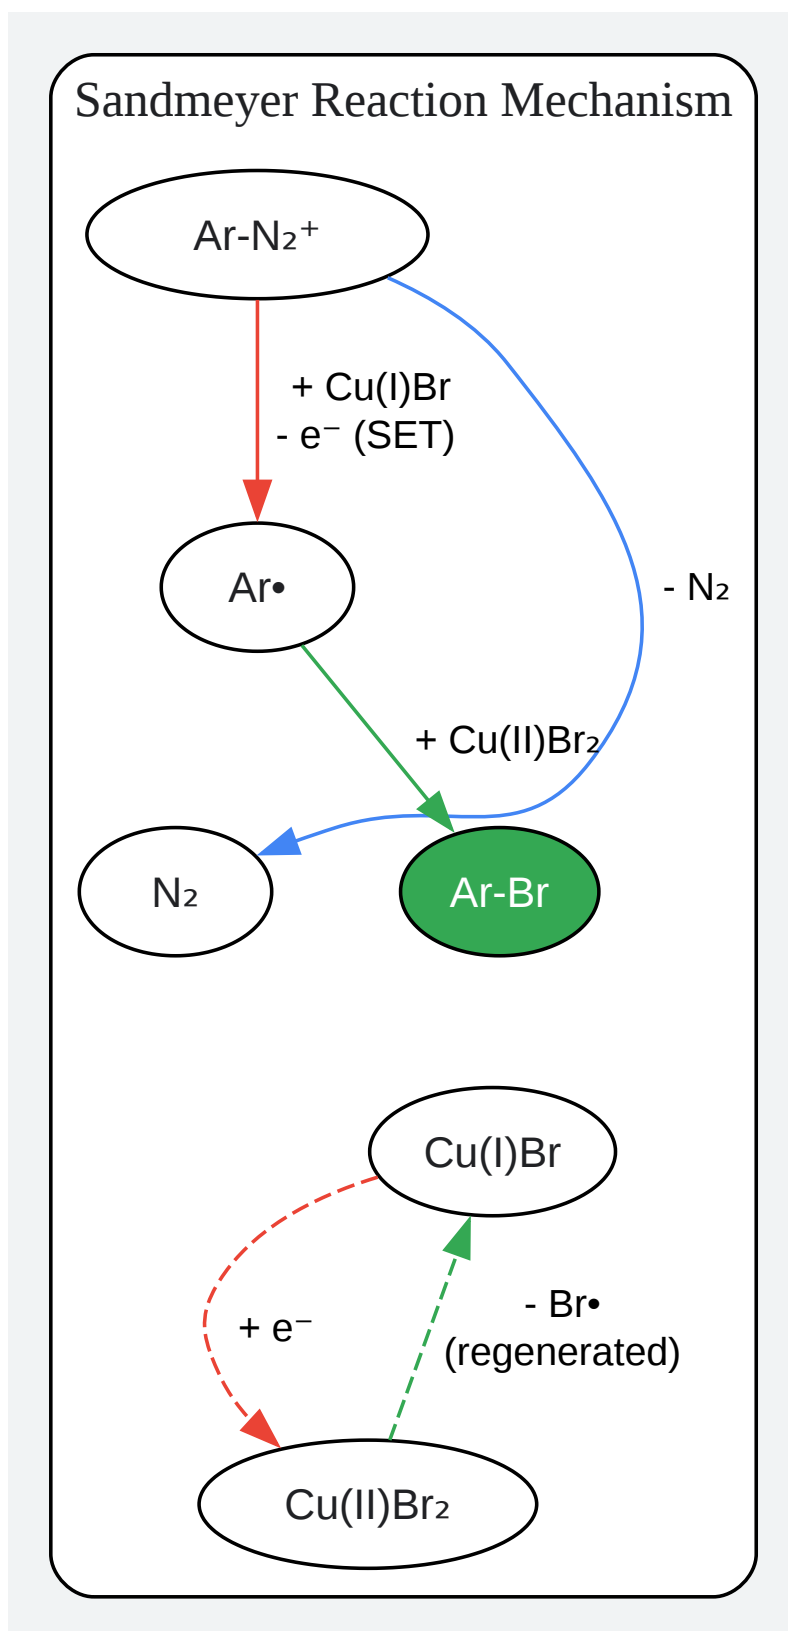 Sandmeyer Reaction Mechanism
Ar-N₂⁺
+ Cu(I)Br
- e⁻ (SET)
Ar•
- N₂
+ Cu(II)Br₂
N₂
Ar-Br
Cu(I)Br
- Br•
(regenerated)
+ e⁻
Cu(II)Br₂